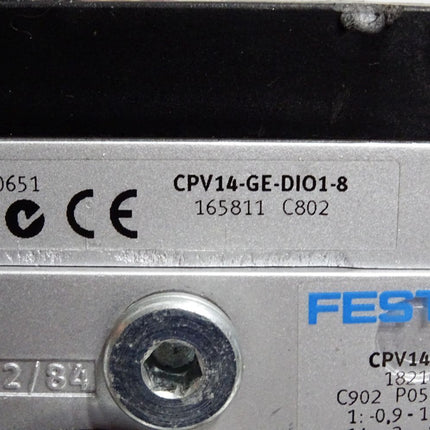 0651
CE
CPV14-GE-DIO1-8
165811 C802
FEST
2/84
CPV14
1821
C902 P05
1: -0,9 - 1